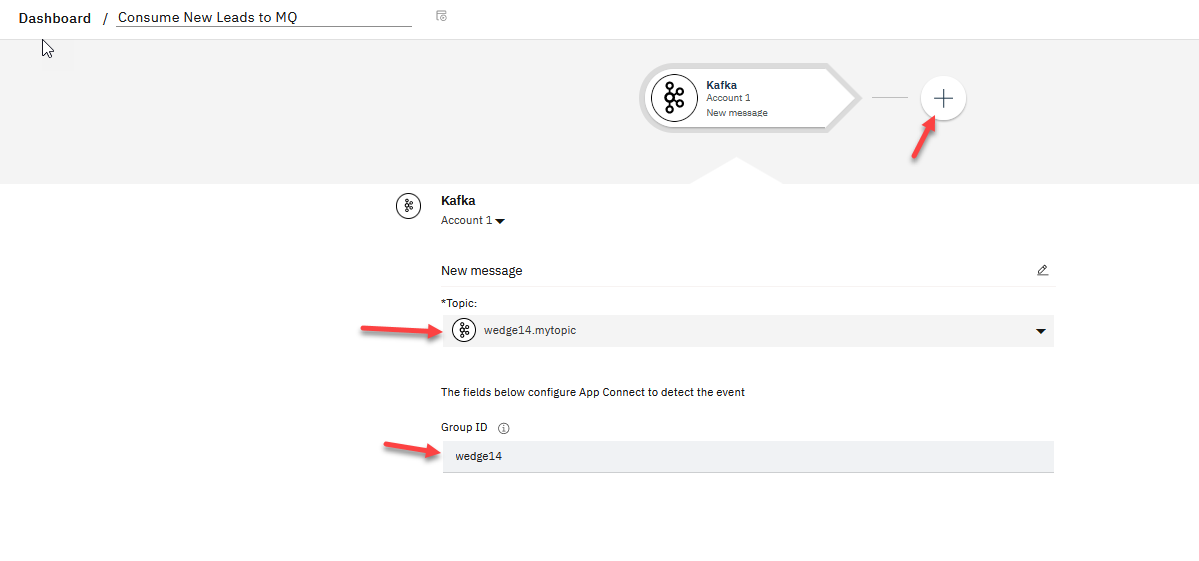 Dashboard / Consume New Leads to MQ
Kafka
Account 1
New message
Kafka
Account 1
New message
*Topic:
wedge14.mytopic
The fields below configure App Connect to detect the event
Group ID
wedge14